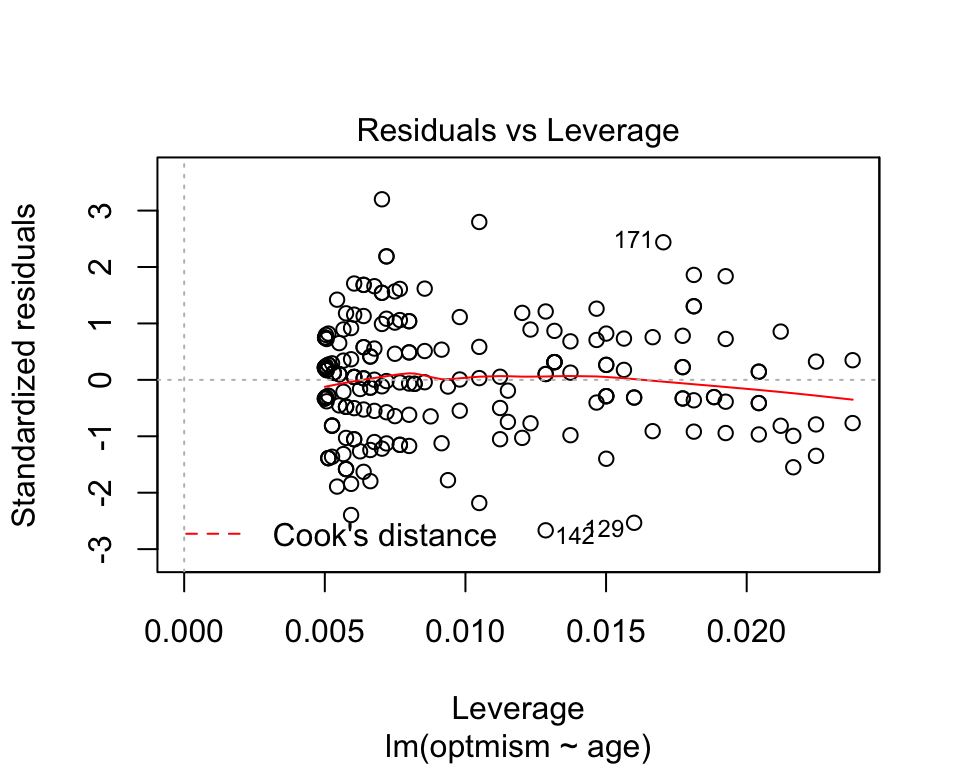 Residuals vs Leverage
Standardized residuals
3
2
1
0
-1
-2
-3
171
142
129
Cook's distance
0.000 0.005 0.010 0.015 0.020
Leverage
lm(optmism ~ age)